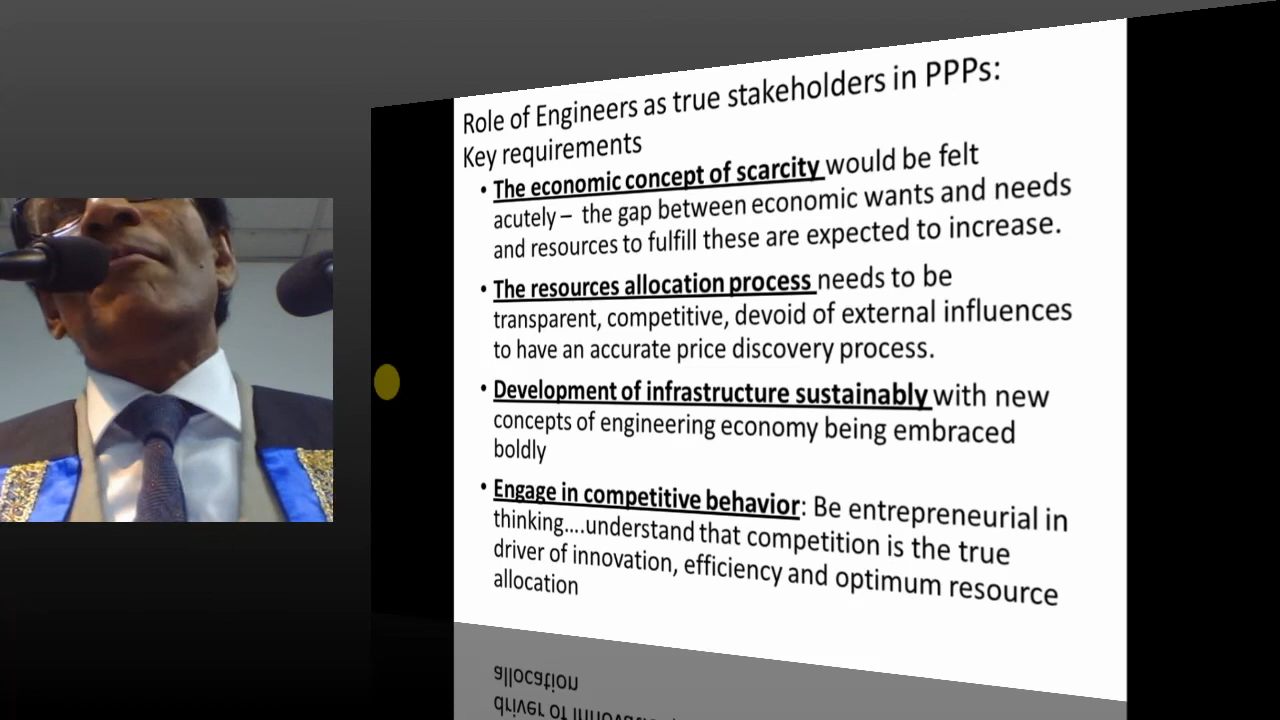 Role of Engineers as true stakeholders in PPPs:
Key requirements
• The economic concept of scarcity would be felt
acutely – the gap between economic wants and needs
and resources to fulfill these are expected to increase.
• The resources allocation process needs to be
transparent, competitive, devoid of external influences
to have an accurate price discovery process.
• Development of infrastructure sustainably with new
concepts of engineering economy being embraced
boldly
• Engage in competitive behavior: Be entrepreneurial in
thinking....understand that competition is the true
driver of innovation, efficiency and optimum resource
allocation